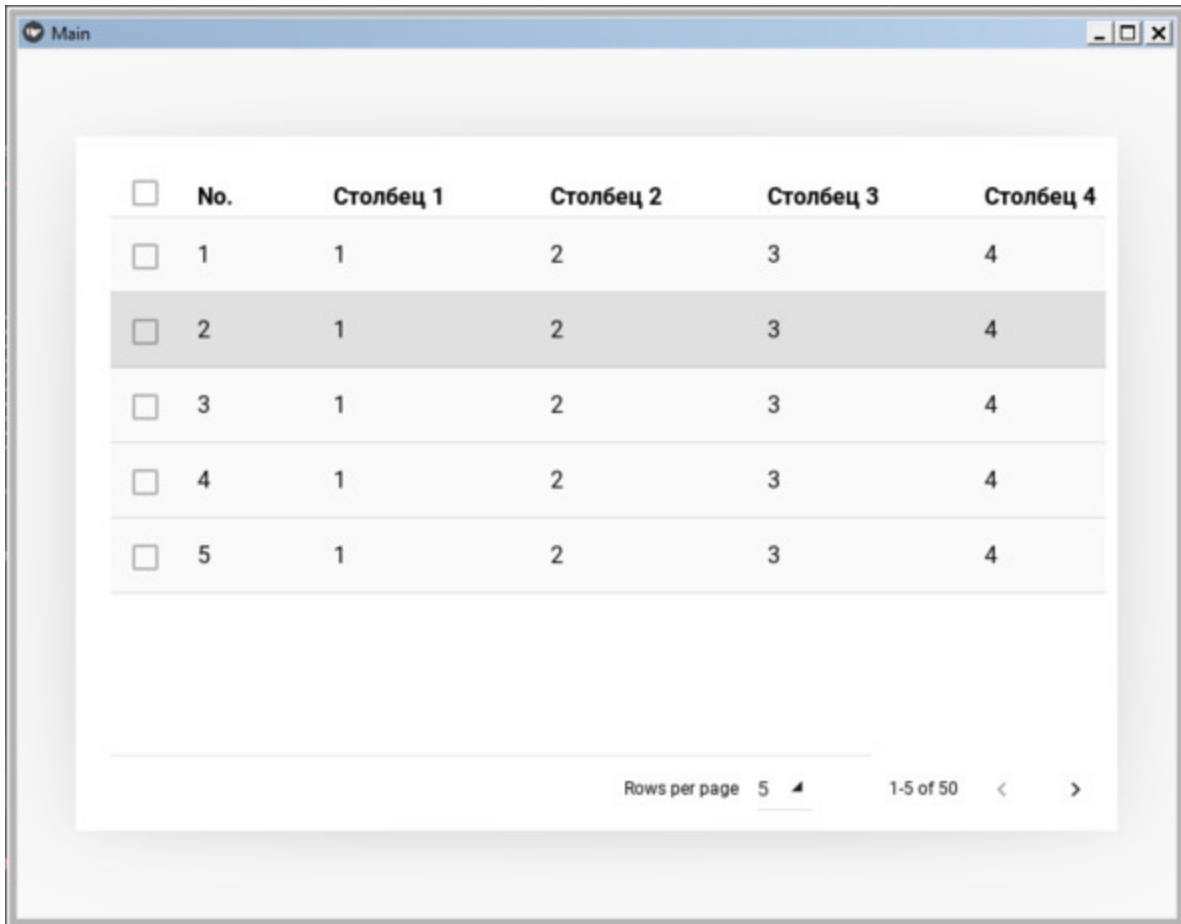 Main
No. Столбец 1 Столбец 2 Столбец 3 Столбец 4
1 1 2 3 4
2 1 2 3 4
3 1 2 3 4
4 1 2 3 4
5 1 2 3 4
Rows per page 5 1-5 of 50